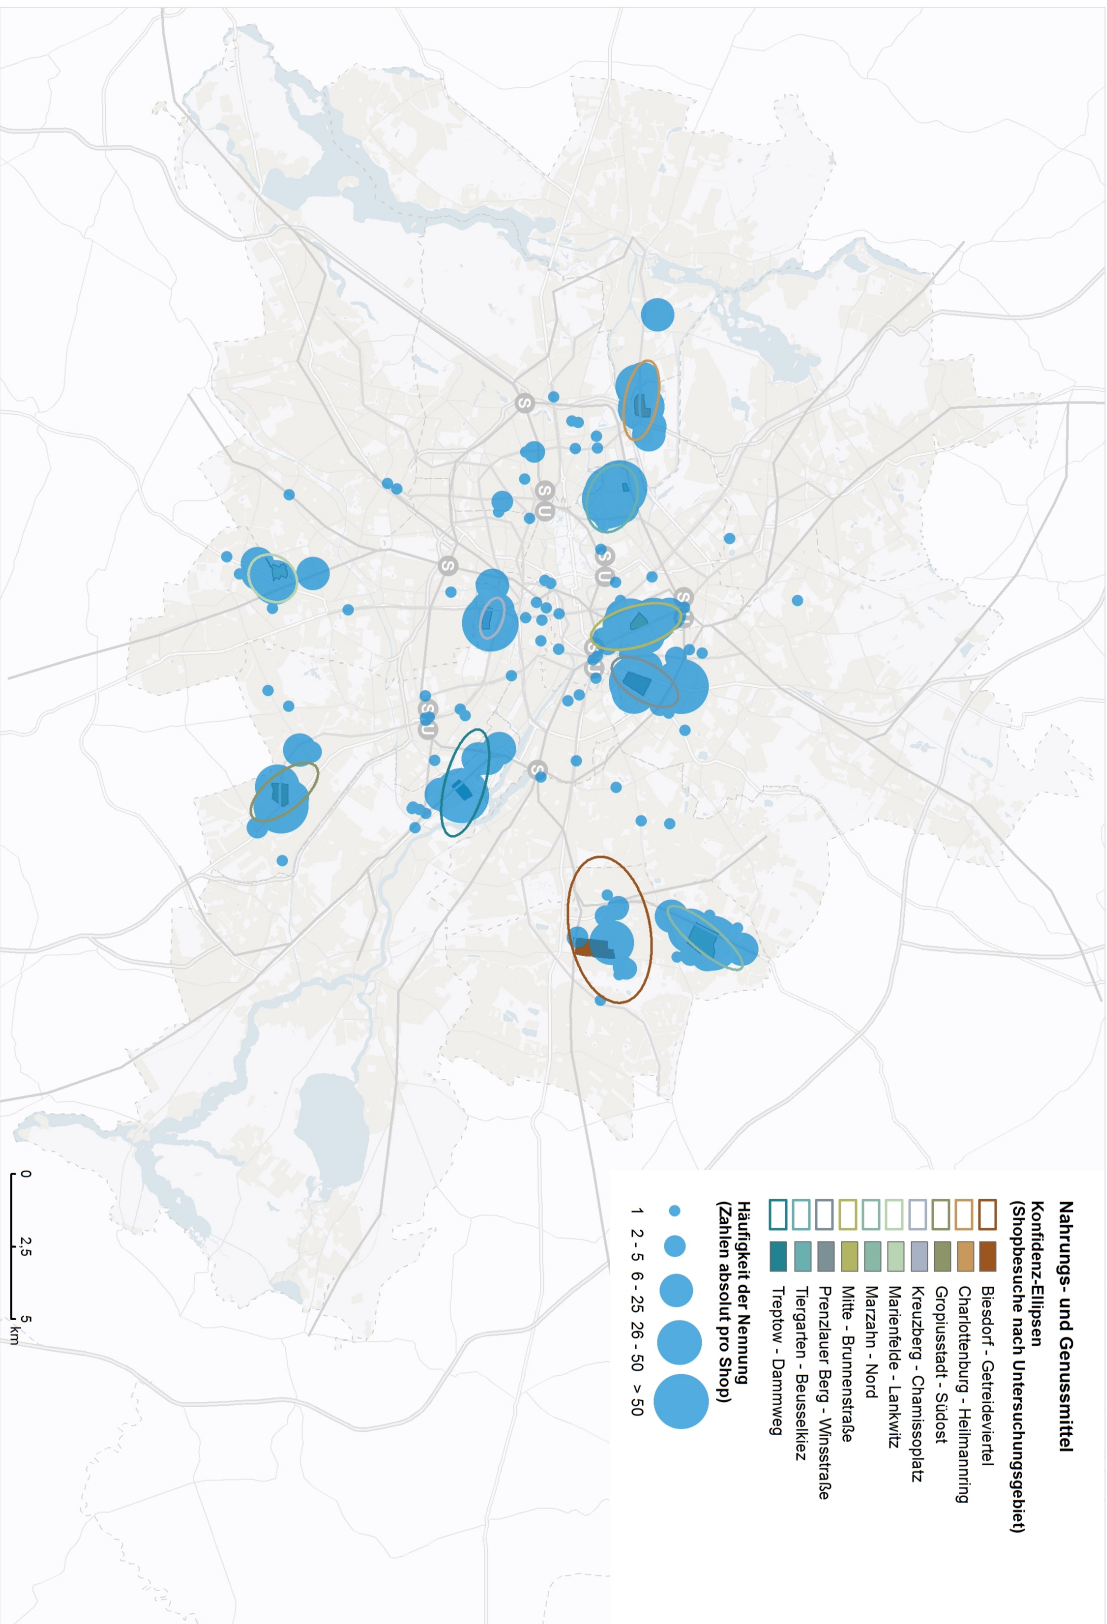 Nahrungs- und Genussmittel
Konfidenz-Ellipsen
(Shopbesuche nach Untersuchungsgebiet)
Biesdorf - Getreideviertel
Charlottenburg - Heilmannring
Gropiusstadt - Südost
Kreuzberg - Chamissoplatz
Marienfelde - Lankwitz
Marzahn - Nord
Mitte - Brunnenstraße
Prenzlauer Berg - Winsstraße
Tiergarten - Beusselkiez
Treptow - Dammweg
Häufigkeit der Nennung
(Zahlen absolut pro Shop)
1 2 - 5 6 - 25 26 - 50 > 50
0 2,5 5 km
S
S U
S
S U
S U
S U
S U
S